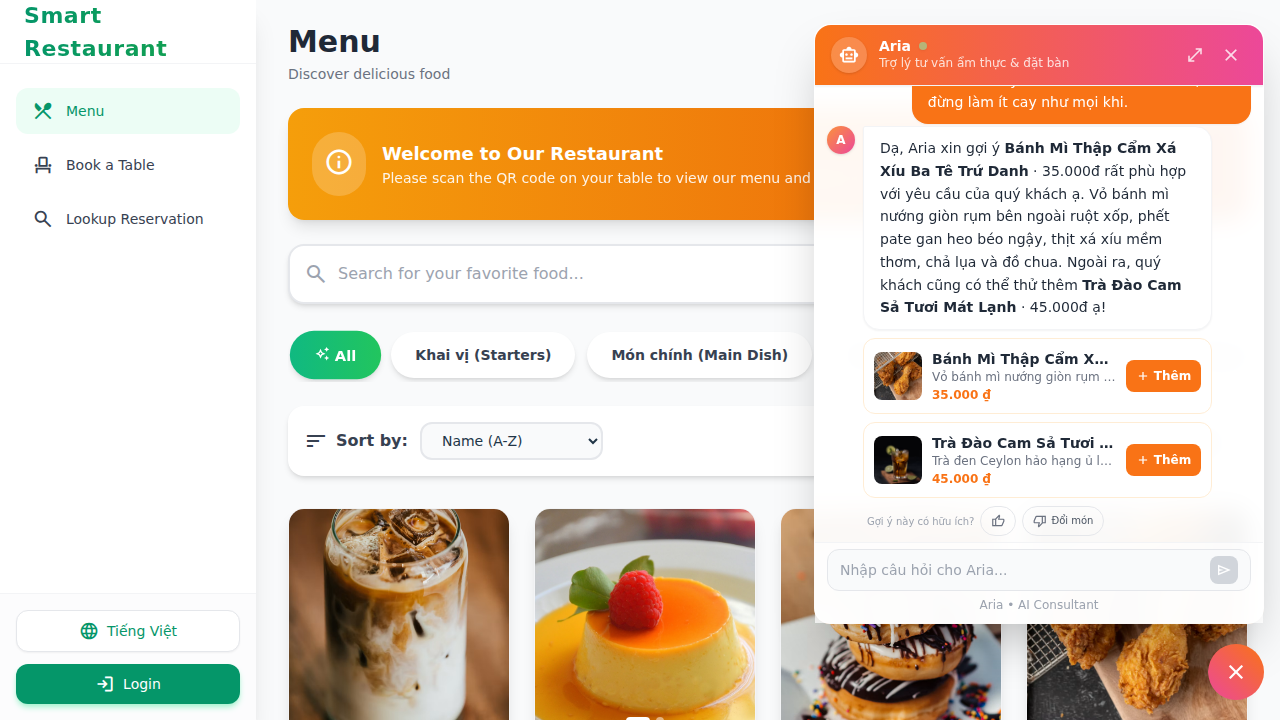 Smart
Restaurant
Menu
Book a Table
Lookup Reservation
Tiếng Việt
Login
Menu
Discover delicious food
Welcome to Our Restaurant
Please scan the QR code on your table to view our menu and
Search for your favorite food...
All
Khai vị (Starters)
Món chính (Main Dish)
Sort by:
Name (A-Z)
Aria
Trợ lý tư vấn ẩm thực & đặt bàn
đừng làm ít cay như mọi khi.
A
Dạ, Aria xin gợi ý Bánh Mì Thập Cẩm Xá
Xíu Ba Tê Trứ Danh · 35.000đ rất phù hợp
với yêu cầu của quý khách ạ. Vỏ bánh mì
nướng giòn rụm bên ngoài ruột xốp, phết
pate gan heo béo ngậy, thịt xá xíu mềm
thơm, chả lụa và đồ chua. Ngoài ra, quý
khách cũng có thể thử thêm Trà Đào Cam
Sả Tươi Mát Lạnh · 45.000đ ạ!
Bánh Mì Thập Cẩm X...
Vỏ bánh mì nướng giòn rụm ...
35.000 ₫
+ Thêm
Trà Đào Cam Sả Tươi ...
Trà đen Ceylon hảo hạng ủ l...
45.000 ₫
+ Thêm
Gợi ý này có hữu ích?
Đổi món
Nhập câu hỏi cho Aria...
Aria • AI Consultant